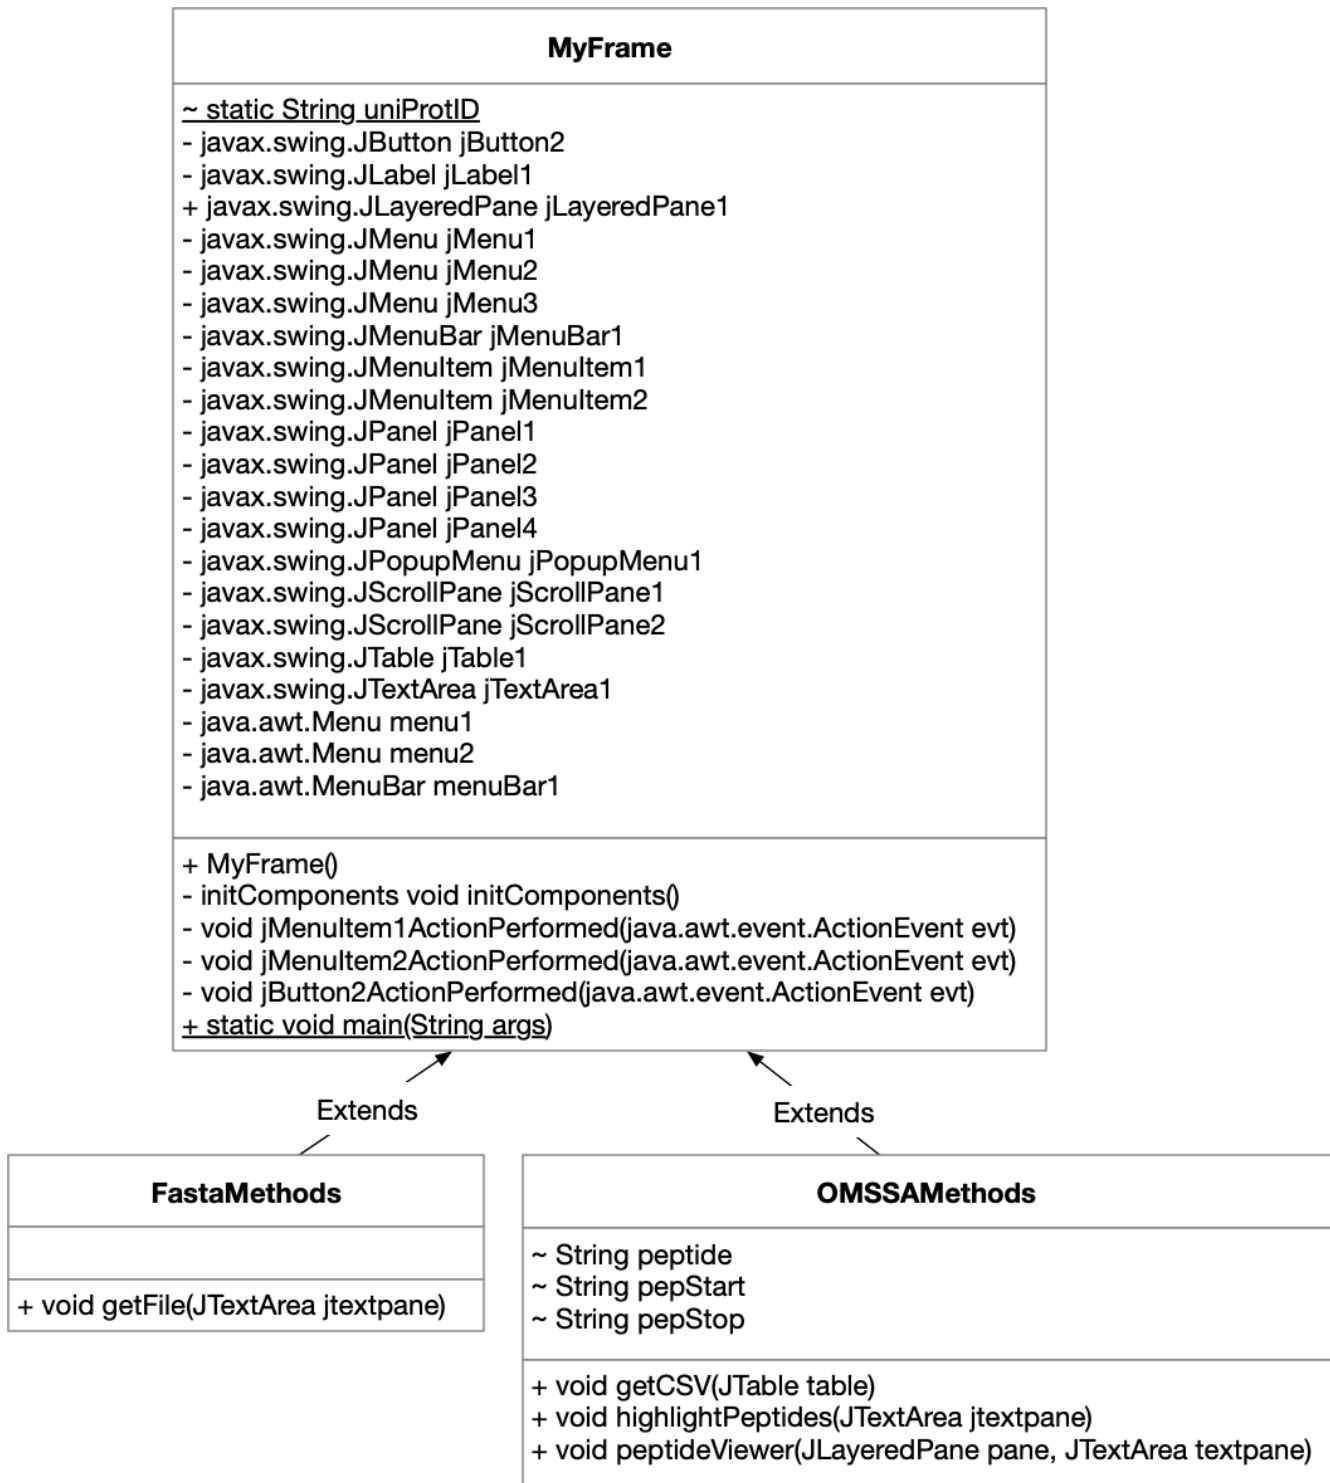 MyFrame
~ static String uniProtID
- javax.swing.JButton jButton2
- javax.swing.JLabel jLabel1
+ javax.swing.JLayeredPane jLayeredPane1
- javax.swing.JMenu jMenu1
- javax.swing.JMenu jMenu2
- javax.swing.JMenu jMenu3
- javax.swing.JMenuBar jMenuBar1
- javax.swing.JMenuItem jMenuItem1
- javax.swing.JMenuItem jMenuItem2
- javax.swing.JPanel jPanel1
- javax.swing.JPanel jPanel2
- javax.swing.JPanel jPanel3
- javax.swing.JPanel jPanel4
- javax.swing.JPopupMenu jPopupMenu1
- javax.swing.JScrollPane jScrollPane1
- javax.swing.JScrollPane jScrollPane2
- javax.swing.JTable jTable1
- javax.swing.JTextArea jTextArea1
- java.awt.Menu menu1
- java.awt.Menu menu2
- java.awt.MenuBar menuBar1
+ MyFrame()
- initComponents void initComponents()
- void jMenuItem1ActionPerformed(java.awt.event.ActionEvent evt)
- void jMenuItem2ActionPerformed(java.awt.event.ActionEvent evt)
- void jButton2ActionPerformed(java.awt.event.ActionEvent evt)
+ static void main(String args)
Extends
Extends
FastaMethods
+ void getFile(JTextArea jtextpane)
OMSSAMethods
~ String peptide
~ String pepStart
~ String pepStop
+ void getCSV(JTable table)
+ void highlightPeptides(JTextArea jtextpane)
+ void peptideViewer(JLayeredPane pane, JTextArea textpane)